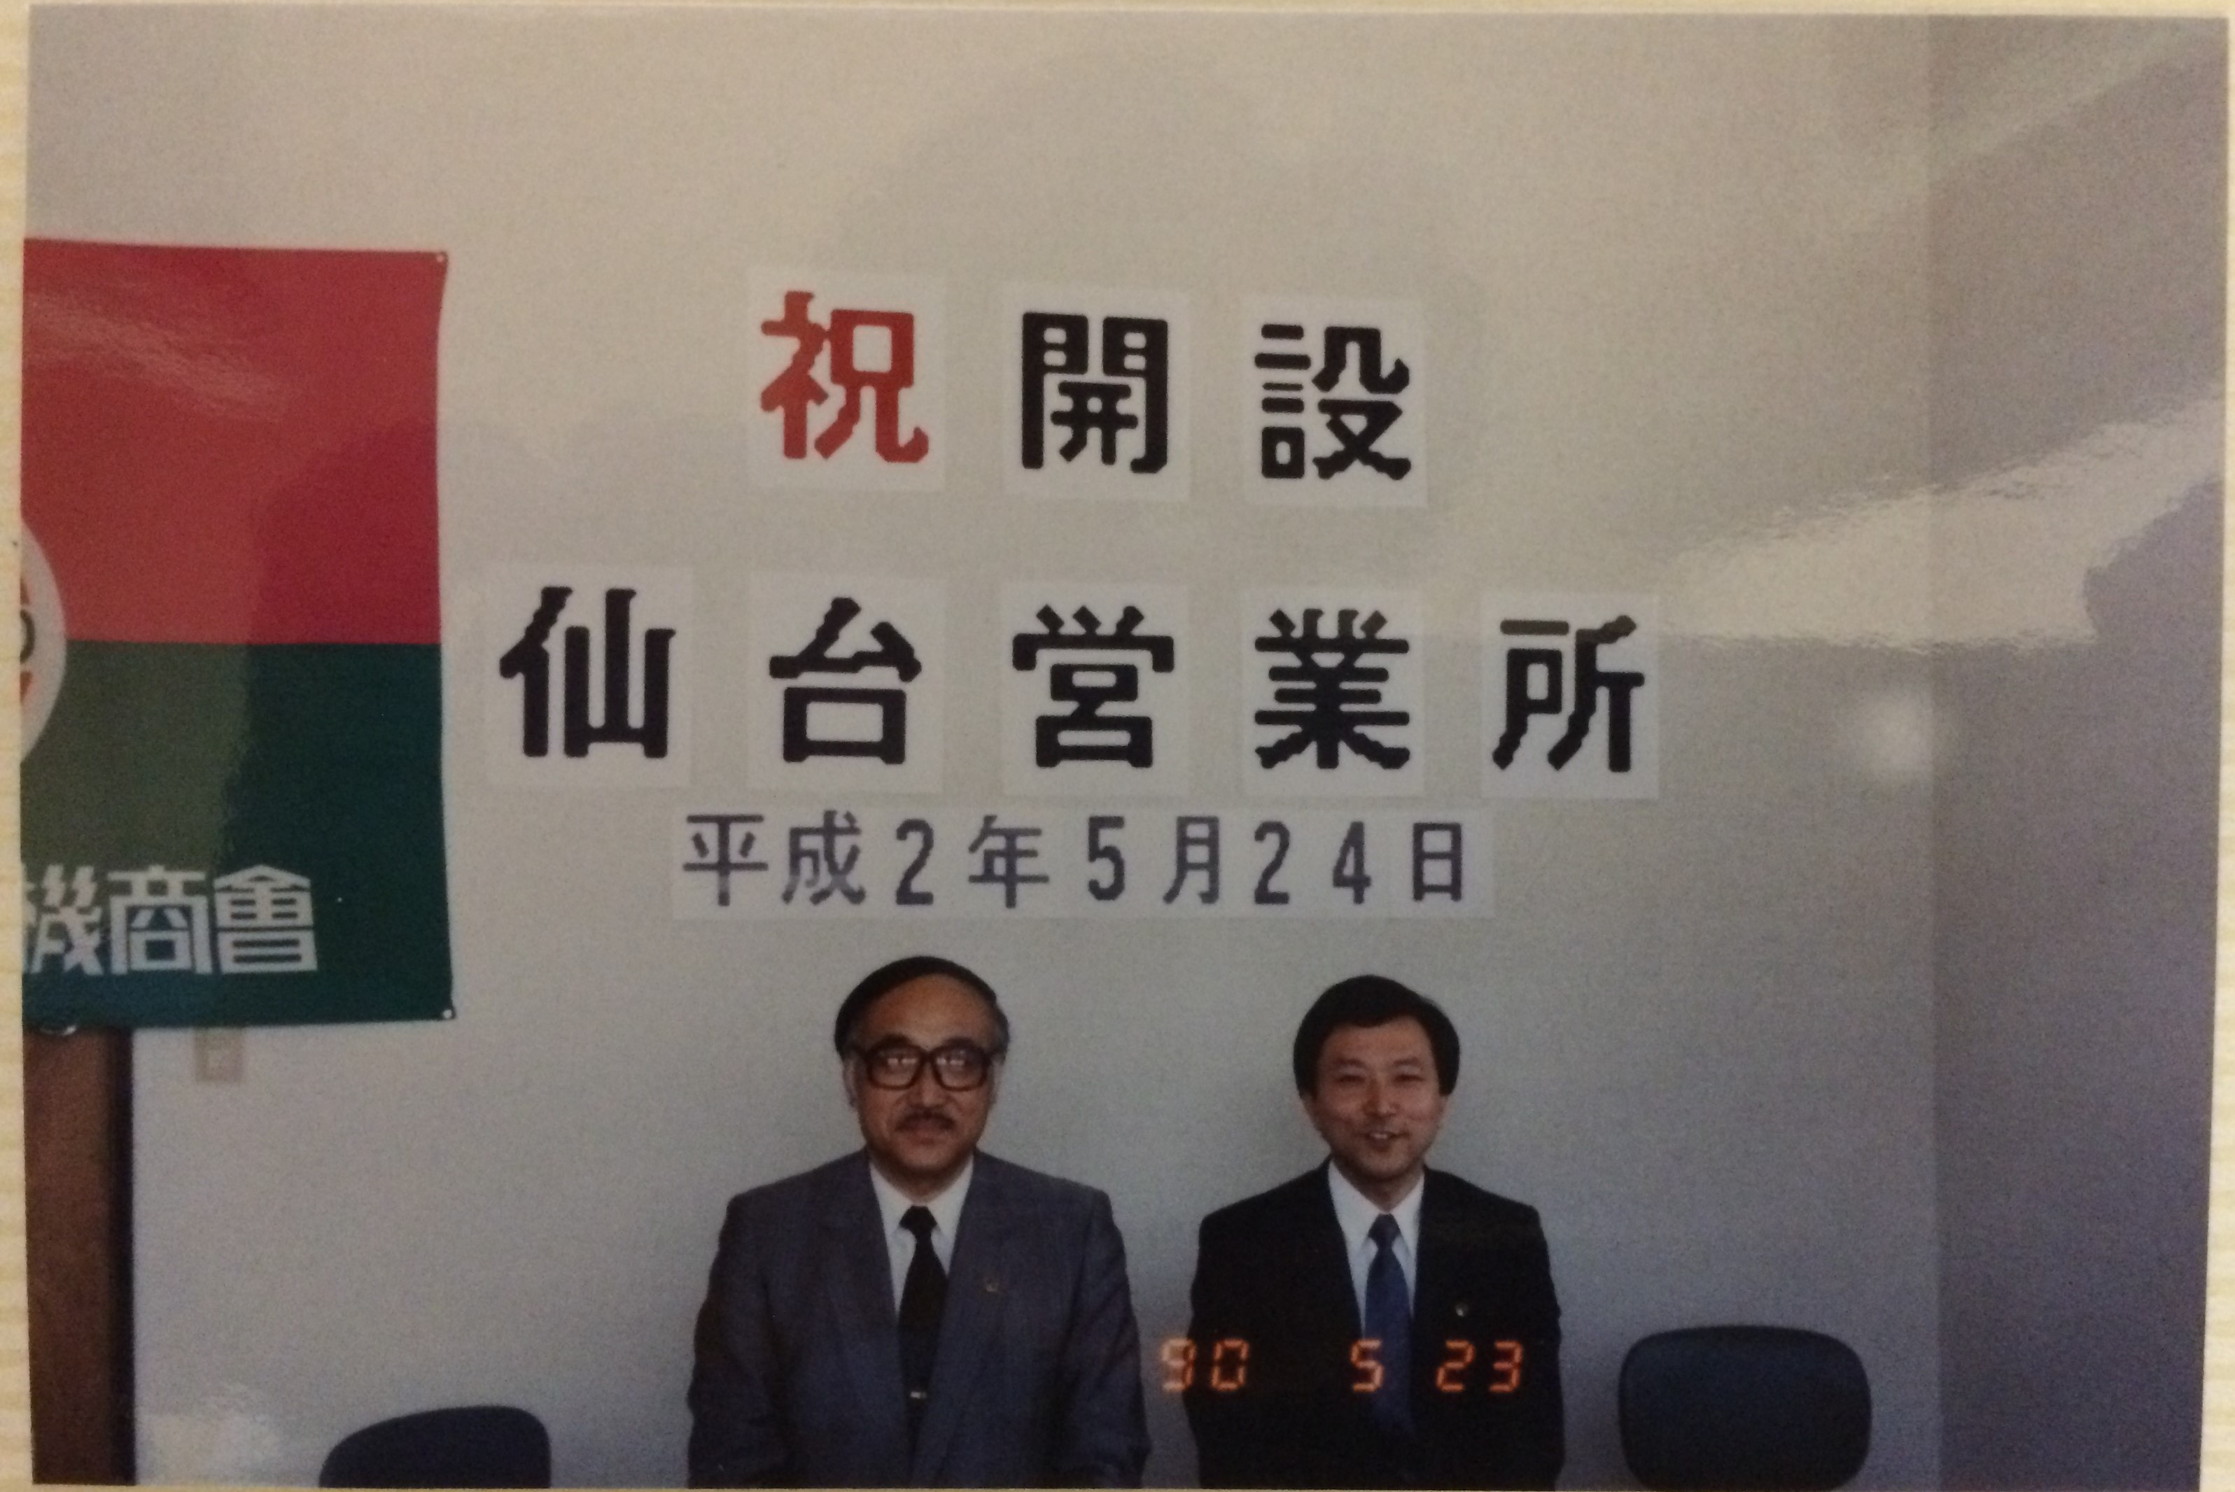 祝開設
仙台営業所
平成2年5月24日
機商會
90 5 23